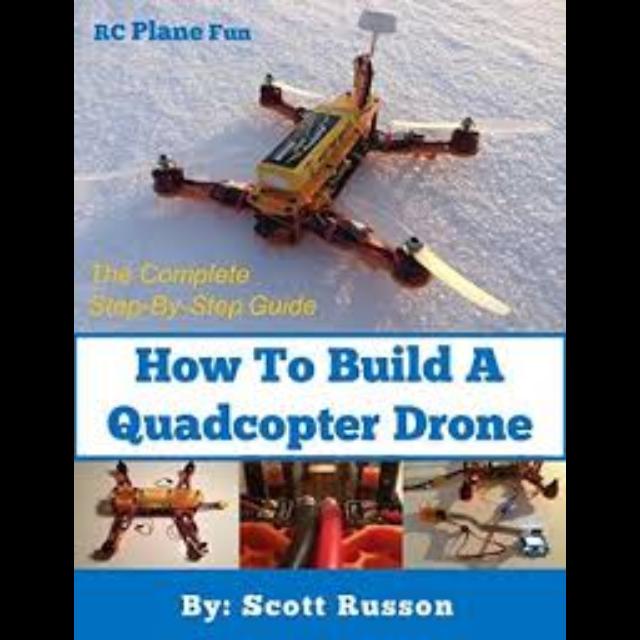 RC Plane Fun
The Complete
Step-By-Step Guide
How To Build A
Quadcopter Drone
By: Scott Russon